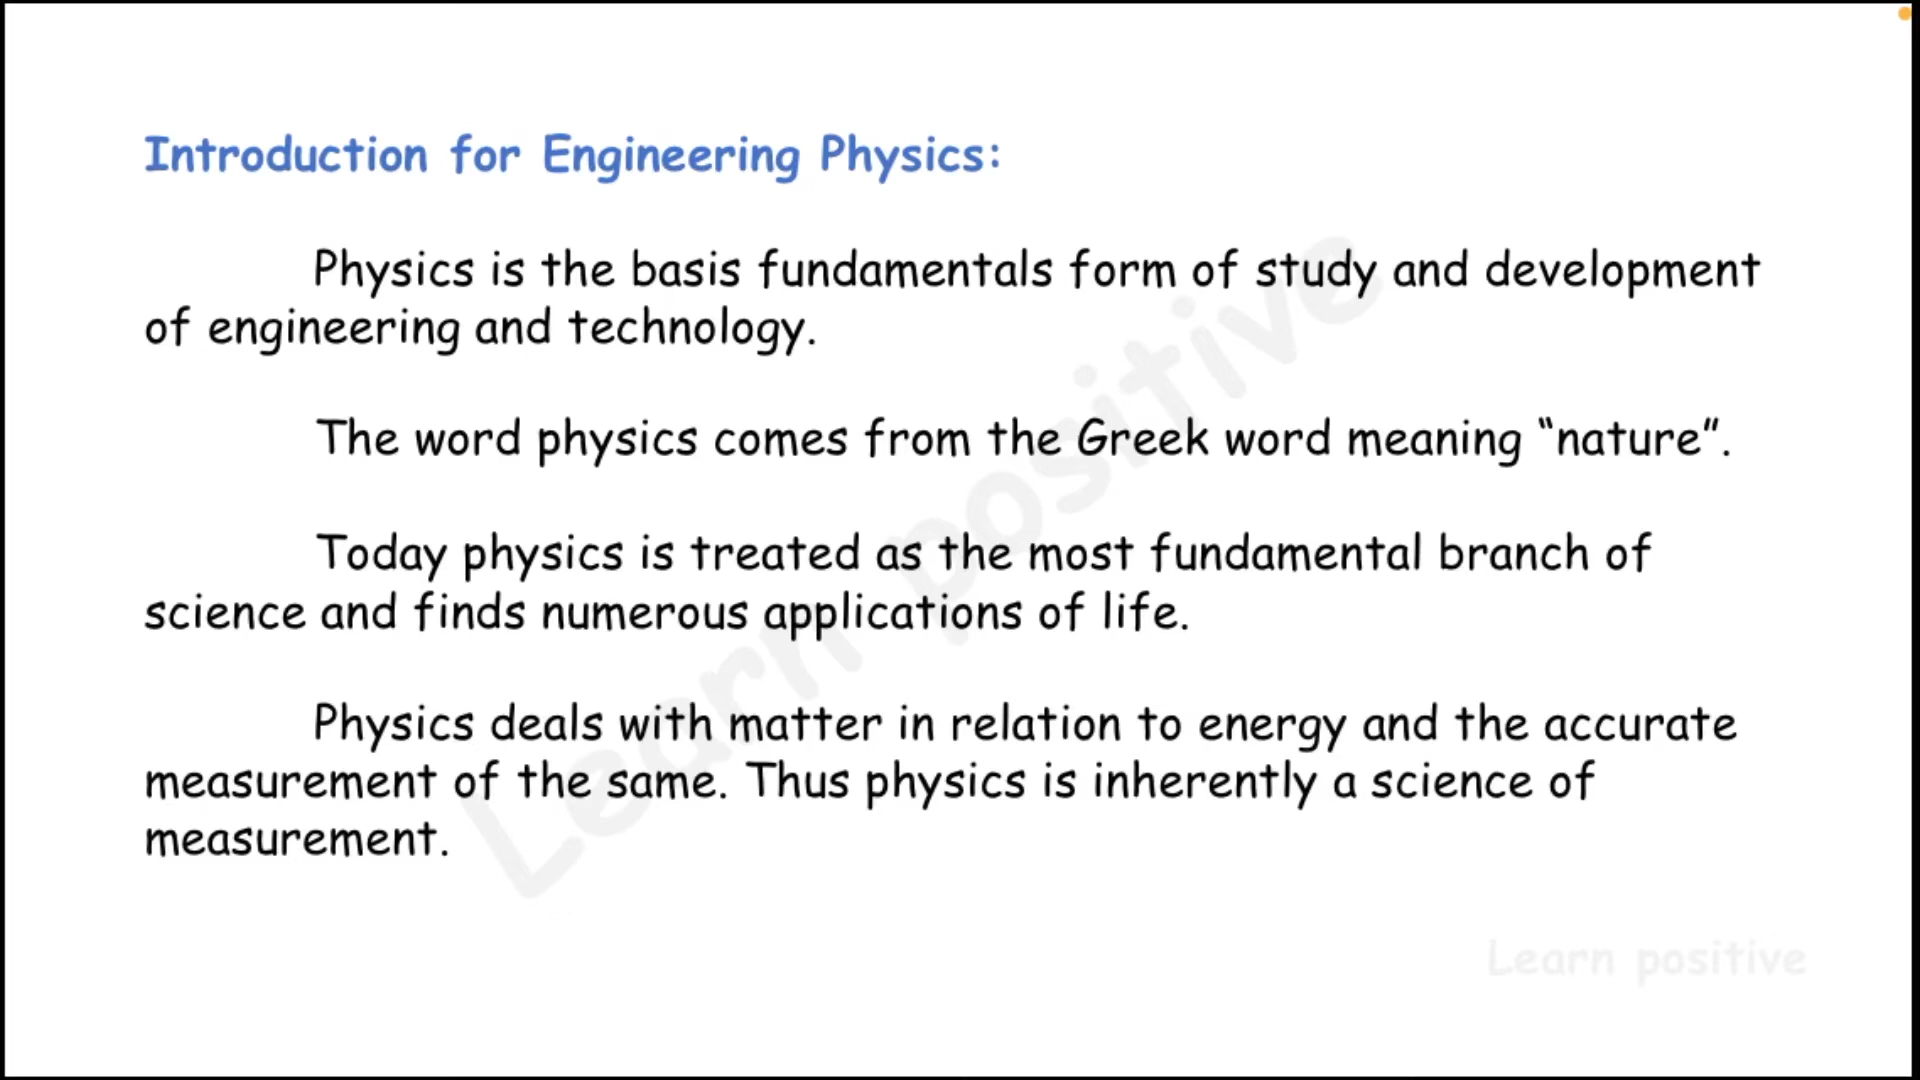 Introduction for Engineering Physics:
Physics is the basis fundamentals form of study and development
of engineering and technology.
The word physics comes from the Greek word meaning “nature”.
Today physics is treated as the most fundamental branch of
science and finds numerous applications of life.
Physics deals with matter in relation to energy and the accurate
measurement of the same. Thus physics is inherently a science of
measurement.
Learn positive
Learn positive